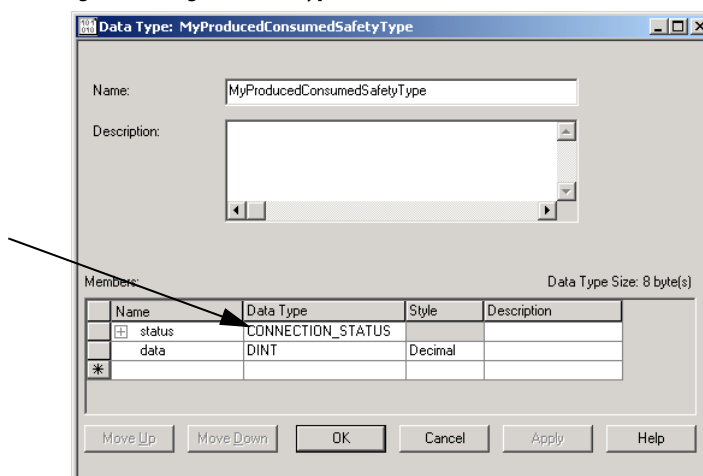 Data Type: MyProducedConsumedSafetyType
Name: MyProducedConsumedSafetyType
Description:
Members: Data Type Size: 8 byte(s)
Name Data Type Style Description
status CONNECTION_STATUS
data DINT Decimal
Move Up Move Down OK Cancel Apply Help